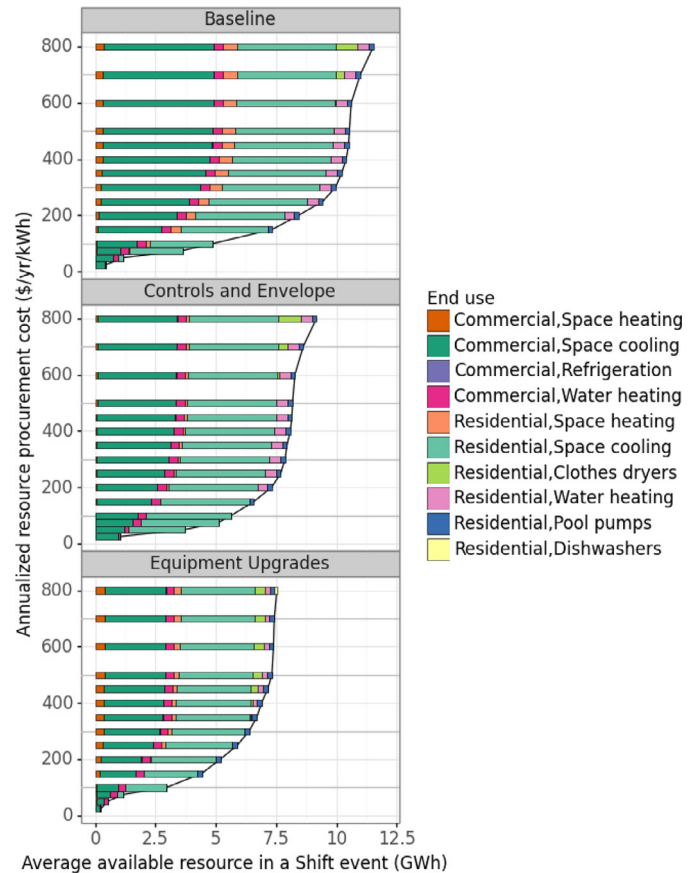 Baseline
800
600
400
200
0
Controls and Envelope
800
600
400
200
0
Equipment Upgrades
800
600
400
200
0
0 2.5 5 7.5 10 12.5
Average available resource in a Shift event (GWh)
Annualized resource procurement cost ($/yr/kWh)
End use
Commercial,Space heating
Commercial,Space cooling
Commercial,Refrigeration
Commercial,Water heating
Residential,Space heating
Residential,Space cooling
Residential,Clothes dryers
Residential,Water heating
Residential,Pool pumps
Residential,Dishwashers